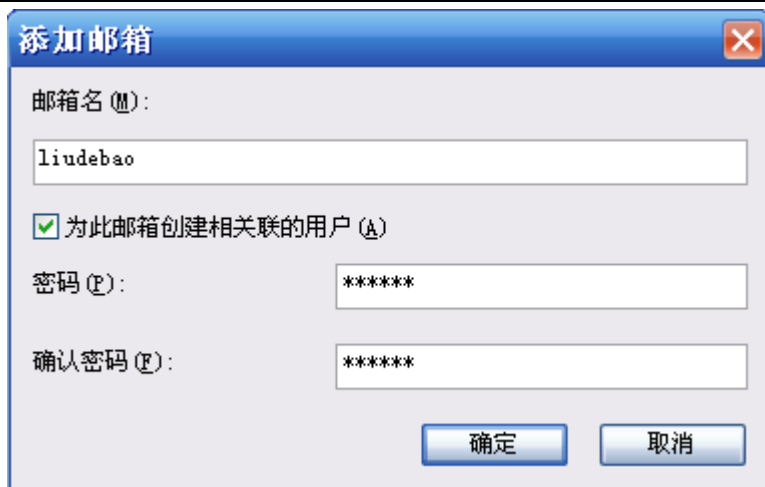 添加邮箱
邮箱名(M):
liudebao
为此邮箱创建相关联的用户(A)
密码(P): ******
确认密码(F): ******
确定 取消